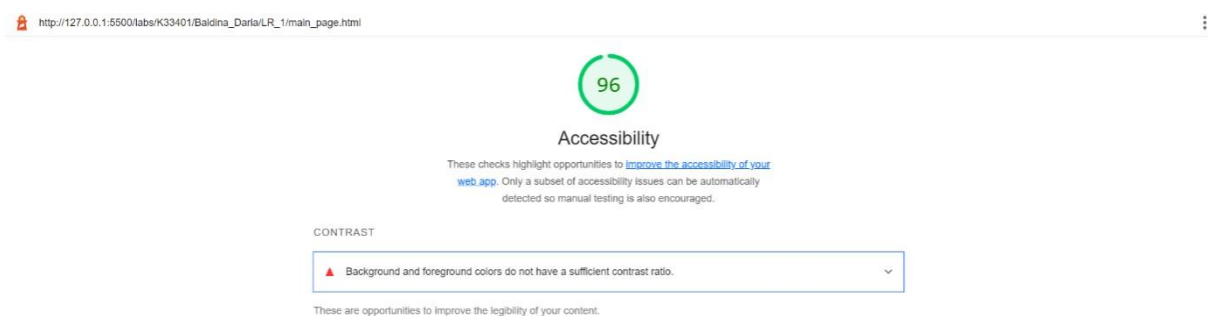 http://127.0.0.1:5500/labs/K33401/Baldina_Daria/LR_1/main_page.html
96
Accessibility
These checks highlight opportunities to improve the accessibility of your
web app. Only a subset of accessibility issues can be automatically
detected so manual testing is also encouraged.
CONTRAST
Background and foreground colors do not have a sufficient contrast ratio.
These are opportunities to improve the legibility of your content.